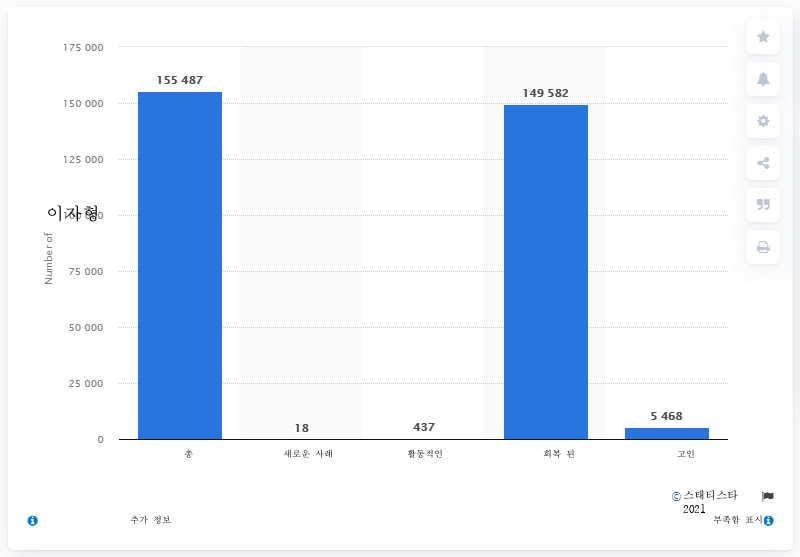 175 000
155 487
150 000
149 582
125 000
이자형
75 000
Number of
50 000
25 000
18
437
5 468
0
총
새로운 사례
활동적인
회복 된
고인
© 스태티스타
2021
추가 정보
부족함 표시